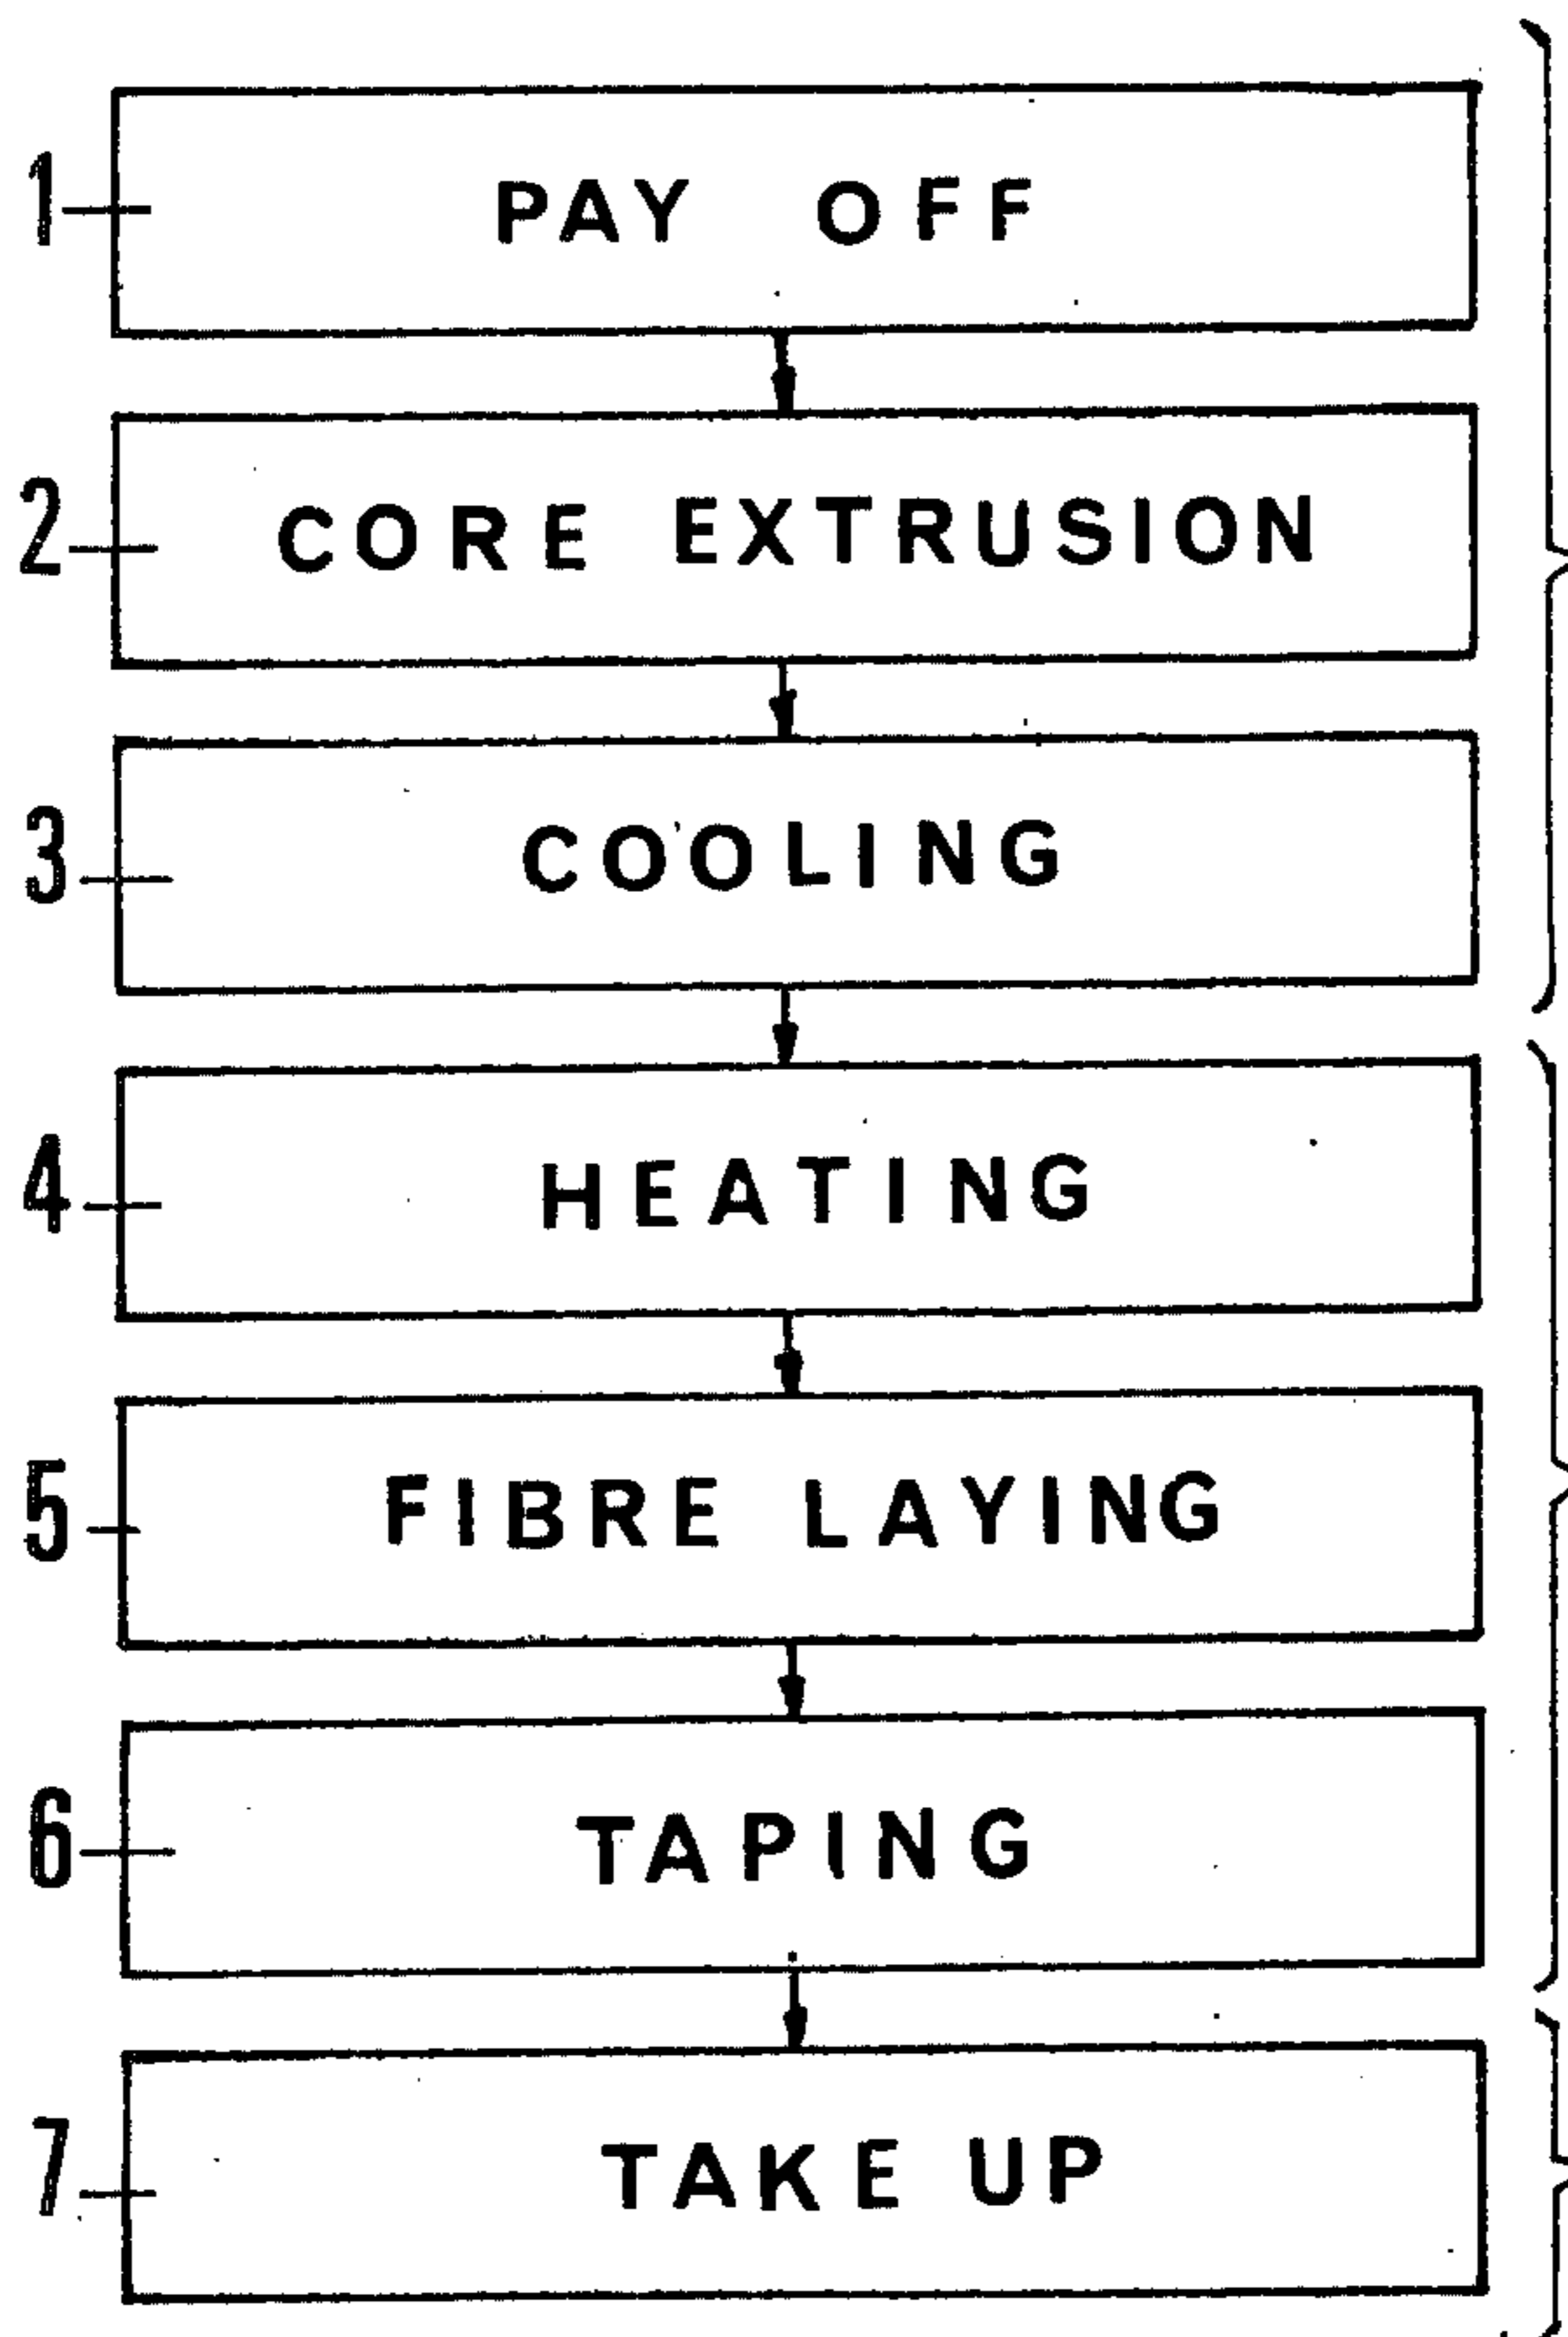 1 PAY OFF
2 CORE EXTRUSION
3 COOLING
4 HEATING
5 FIBRE LAYING
6 TAPING
7 TAKE UP